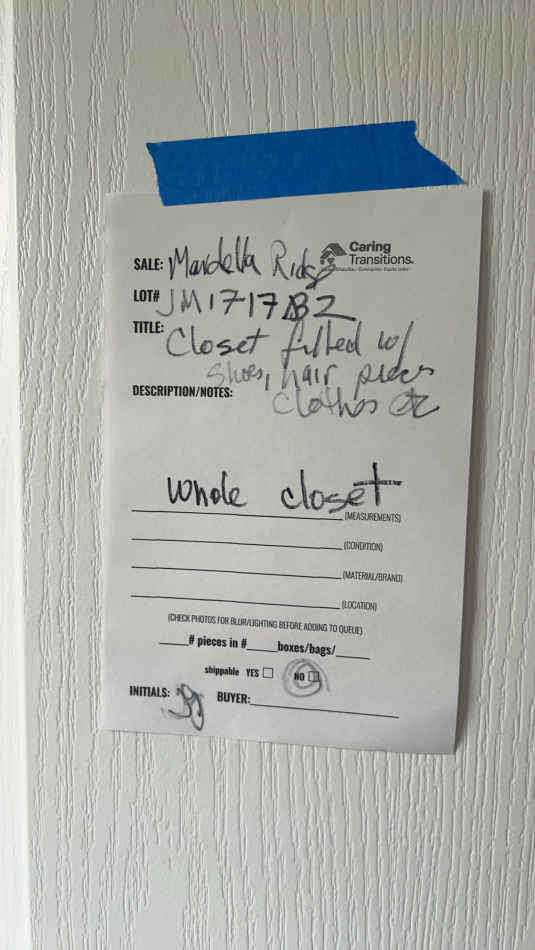 Caring
Transitions.
SALE: Mandella Ridge
LOT# JM1717BZ
TITLE: Closet filled w/
shoes, hair pieces
DESCRIPTION/NOTES: clothes etc
whole closet
(MEASUREMENTS)
(CONDITION)
(MATERIAL/BRAND)
(LOCATION)
(CHECK PHOTOS FOR BLUR/LIGHTING BEFORE ADDING TO QUEUE)
# pieces in # boxes/bags/
shippable YES NO
INITIALS: BUYER: